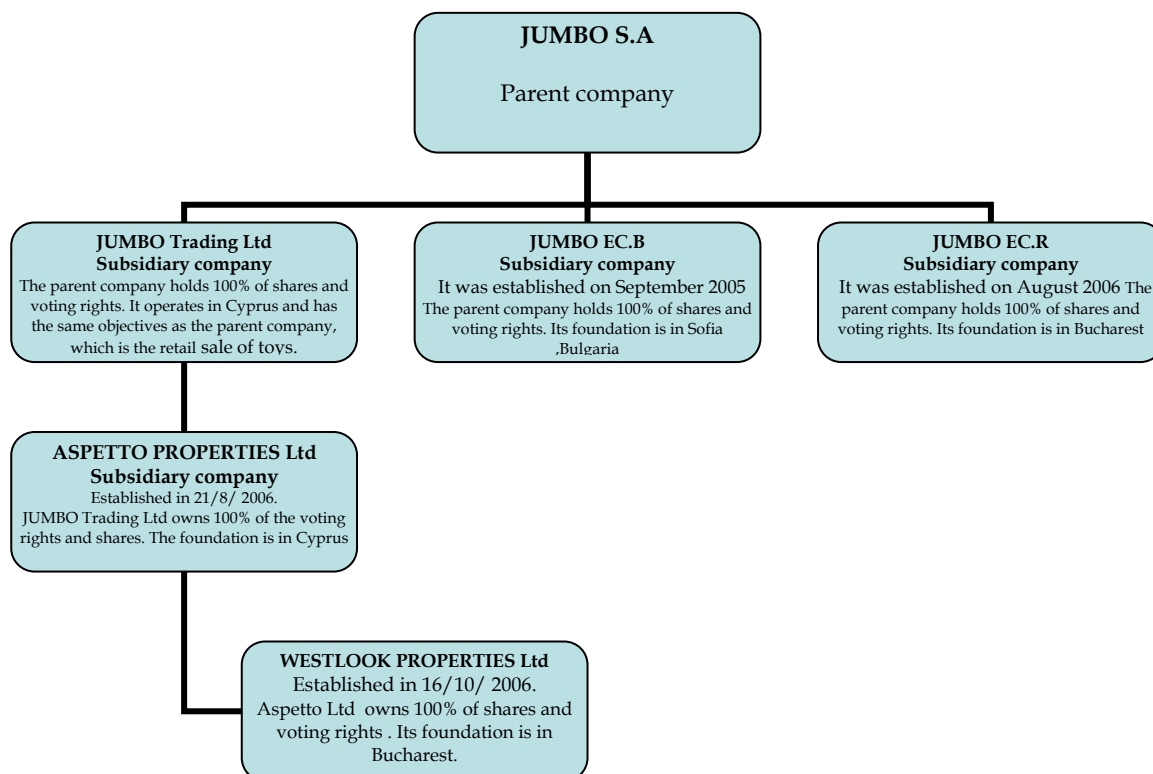 JUMBO S.A
Parent company
JUMBO Trading Ltd
Subsidiary company
The parent company holds 100% of shares and
voting rights. It operates in Cyprus and has
the same objectives as the parent company,
which is the retail sale of toys.
JUMBO EC.B
Subsidiary company
It was established on September 2005
The parent company holds 100% of shares and
voting rights. Its foundation is in Sofia
,Bulgaria
JUMBO EC.R
Subsidiary company
It was established on August 2006 The
parent company holds 100% of shares and
voting rights. Its foundation is in Bucharest
ASPETTO PROPERTIES Ltd
Subsidiary company
Established in 21/8/ 2006.
JUMBO Trading Ltd owns 100% of the voting
rights and shares. The foundation is in Cyprus
WESTLOOK PROPERTIES Ltd
Established in 16/10/ 2006.
Aspetto Ltd owns 100% of shares and
voting rights . Its foundation is in
Bucharest.